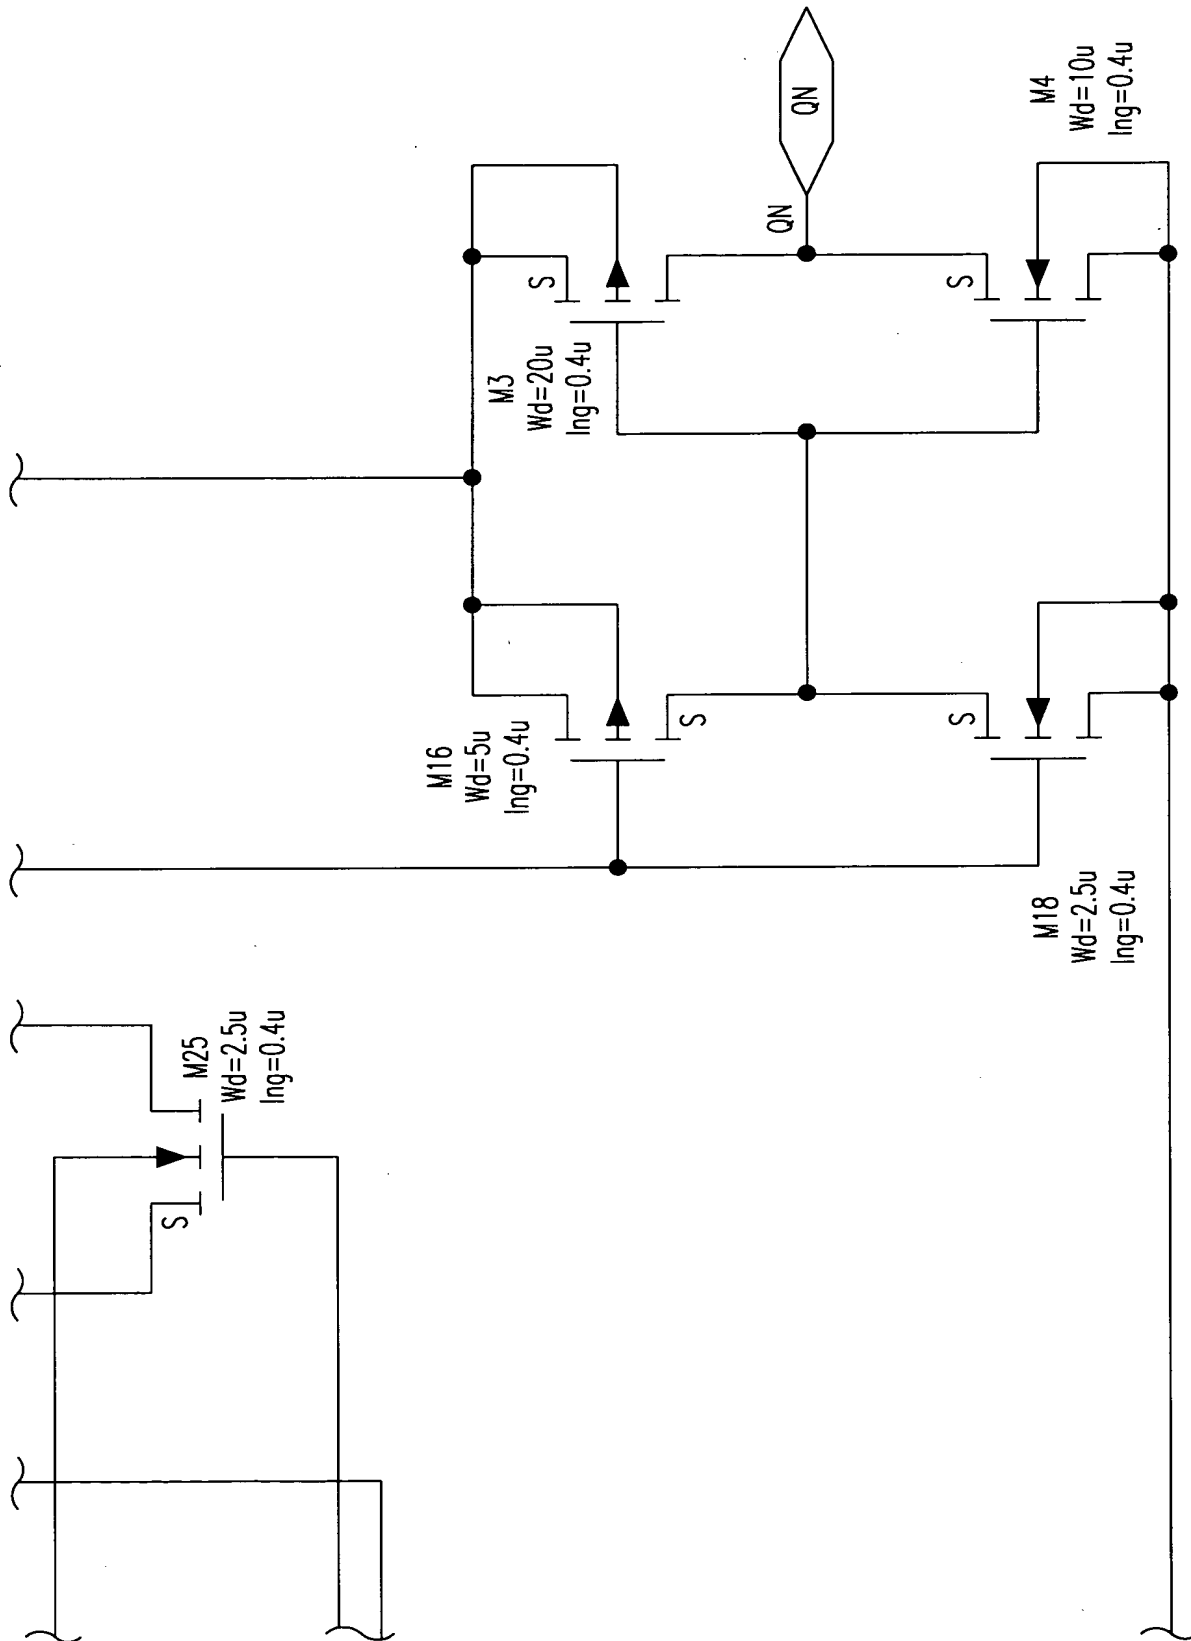 QN
QN
M4
Wd=10u
lng=0.4u
S
S
M3
Wd=20u
lng=0.4u
M16
Wd=5u
lng=0.4u
S
S
M18
Wd=2.5u
lng=0.4u
M25
Wd=2.5u
lng=0.4u
S